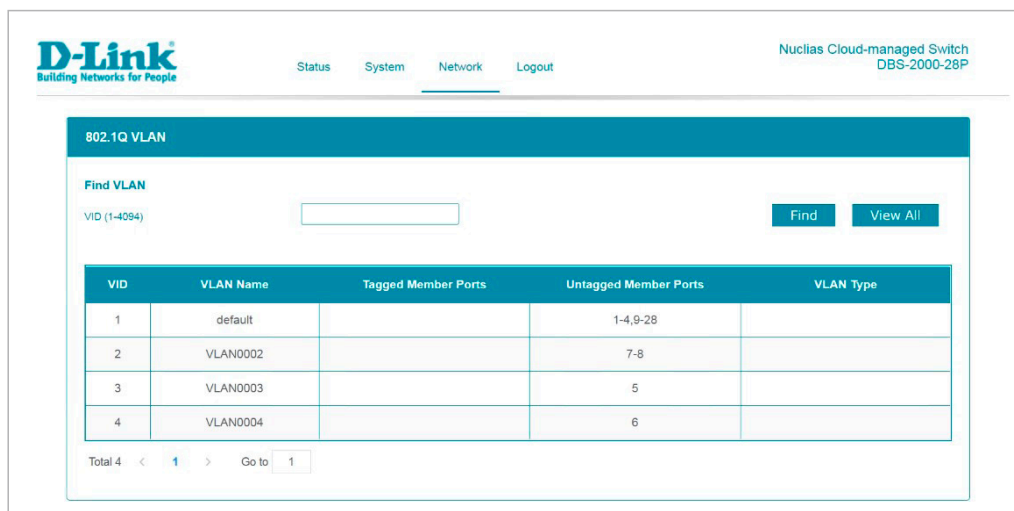 D-Link
Building Networks for People
Status System Network Logout
Nuclias Cloud-managed Switch
DBS-2000-28P
802.1Q VLAN
Find VLAN
VID (1-4094)
Find View All
VID VLAN Name Tagged Member Ports Untagged Member Ports VLAN Type
1 default 1-4,9-28
2 VLAN0002 7-8
3 VLAN0003 5
4 VLAN0004 6
Total 4 < 1 > Go to 1